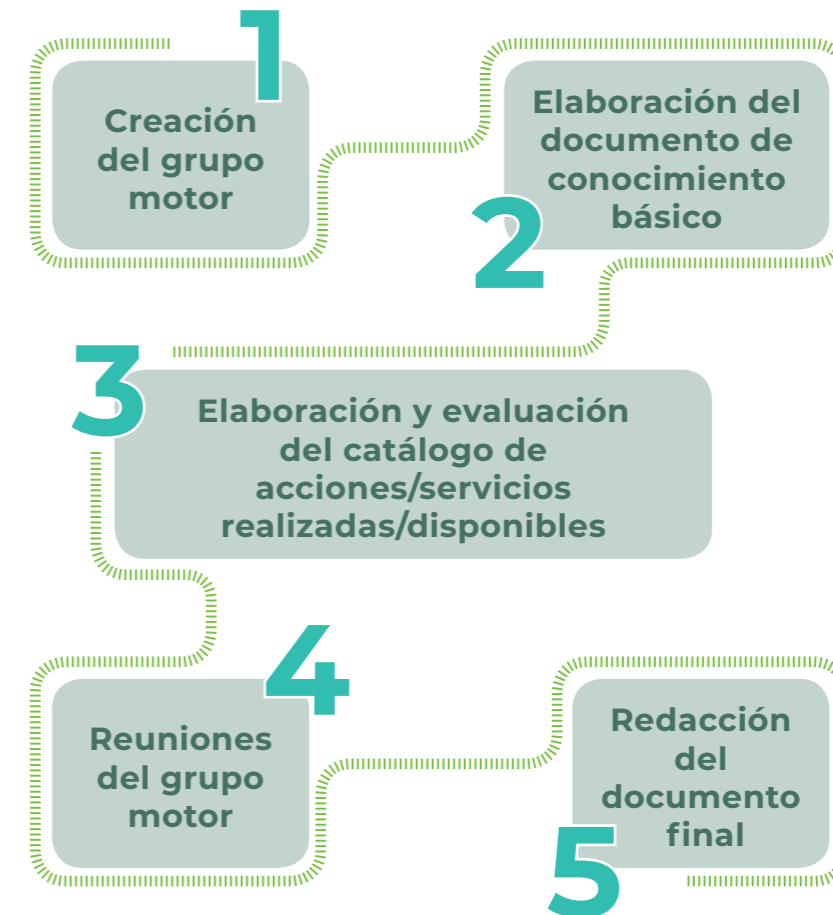 1
Creación
del grupo
motor
2
Elaboración del
documento de
conocimiento
básico
3
Elaboración y evaluación
del catálogo de
acciones/servicios
realizadas/disponibles
4
Reuniones
del grupo
motor
5
Redacción
del
documento
final